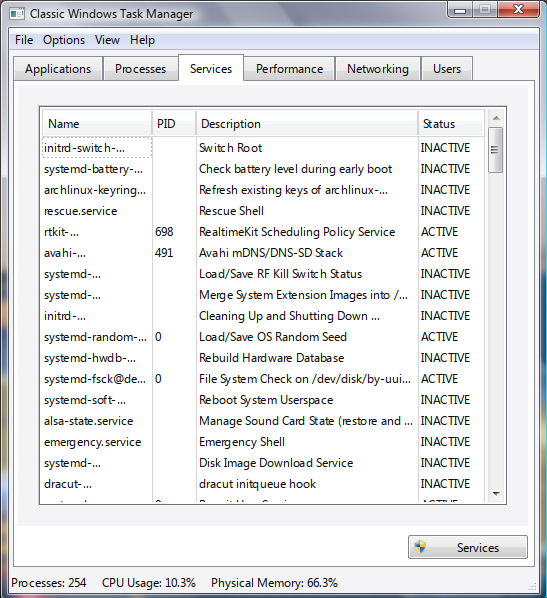 Classic Windows Task Manager
File Options View Help
Applications Processes Services Performance Networking Users
Name PID Description Status
initrd-switch-... Switch Root INACTIVE
systemd-battery-... Check battery level during early boot INACTIVE
archlinux-keyring... Refresh existing keys of archlinux-... INACTIVE
rescue.service Rescue Shell INACTIVE
rtkit-... 698 RealtimeKit Scheduling Policy Service ACTIVE
avahi-... 491 Avahi mDNS/DNS-SD Stack ACTIVE
systemd-... Load/Save RF Kill Switch Status INACTIVE
systemd-... Merge System Extension Images into /... INACTIVE
initrd-... Cleaning Up and Shutting Down ... INACTIVE
systemd-random-... 0 Load/Save OS Random Seed ACTIVE
systemd-hwdb-... Rebuild Hardware Database INACTIVE
systemd-fsck@de... 0 File System Check on /dev/disk/by-uui... ACTIVE
systemd-soft-... Reboot System Userspace INACTIVE
alsa-state.service Manage Sound Card State (restore and ... INACTIVE
emergency.service Emergency Shell INACTIVE
systemd-... Disk Image Download Service INACTIVE
dracut-... dracut initqueue hook INACTIVE
Services
Processes: 254 CPU Usage: 10.3% Physical Memory: 66.3%